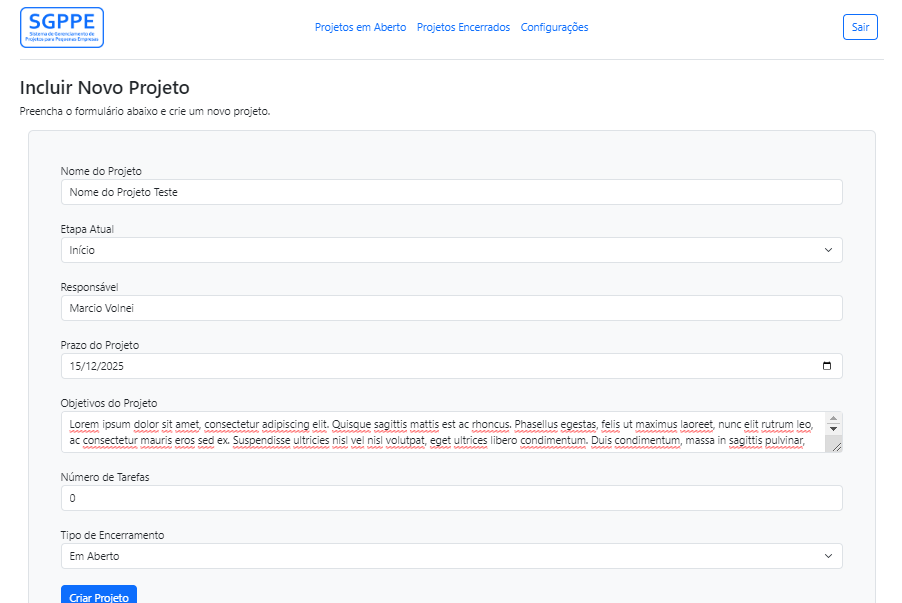 SGPPE
Sistema de Gerenciamento de
Projetos para Pequenas Empresas
Projetos em Aberto Projetos Encerrados Configurações
Sair
Incluir Novo Projeto
Preencha o formulário abaixo e crie um novo projeto.
Nome do Projeto
Nome do Projeto Teste
Etapa Atual
Início
Responsável
Marcio Volnei
Prazo do Projeto
15/12/2025
Objetivos do Projeto
Lorem ipsum dolor sit amet, consectetur adipiscing elit. Quisque sagittis mattis est ac rhoncus. Phasellus egestas, felis ut maximus laoreet, nunc elit rutrum leo,
ac consectetur mauris eros sed ex. Suspendisse ultricies nisl vel nisl volutpat, eget ultrices libero condimentum. Duis condimentum, massa in sagittis pulvinar,
Número de Tarefas
0
Tipo de Encerramento
Em Aberto
Criar Projeto